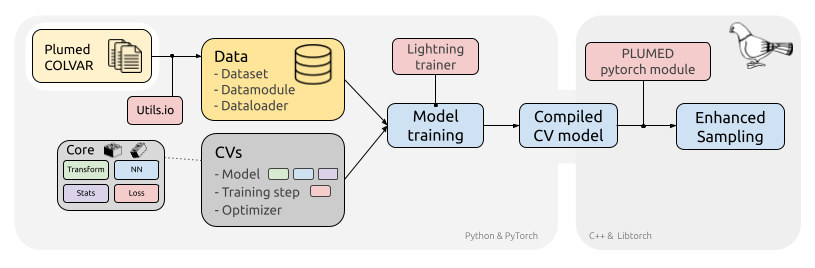 Plumed
COLVAR
Utils.io
Data
- Dataset
- Datamodule
- Dataloader
Core
Transform
NN
Stats
Loss
CVs
- Model
- Training step
- Optimizer
Lightning
trainer
Model
training
Compiled
CV model
PLUMED
pytorch module
Enhanced
Sampling
Python & PyTorch
C++ & Libtorch